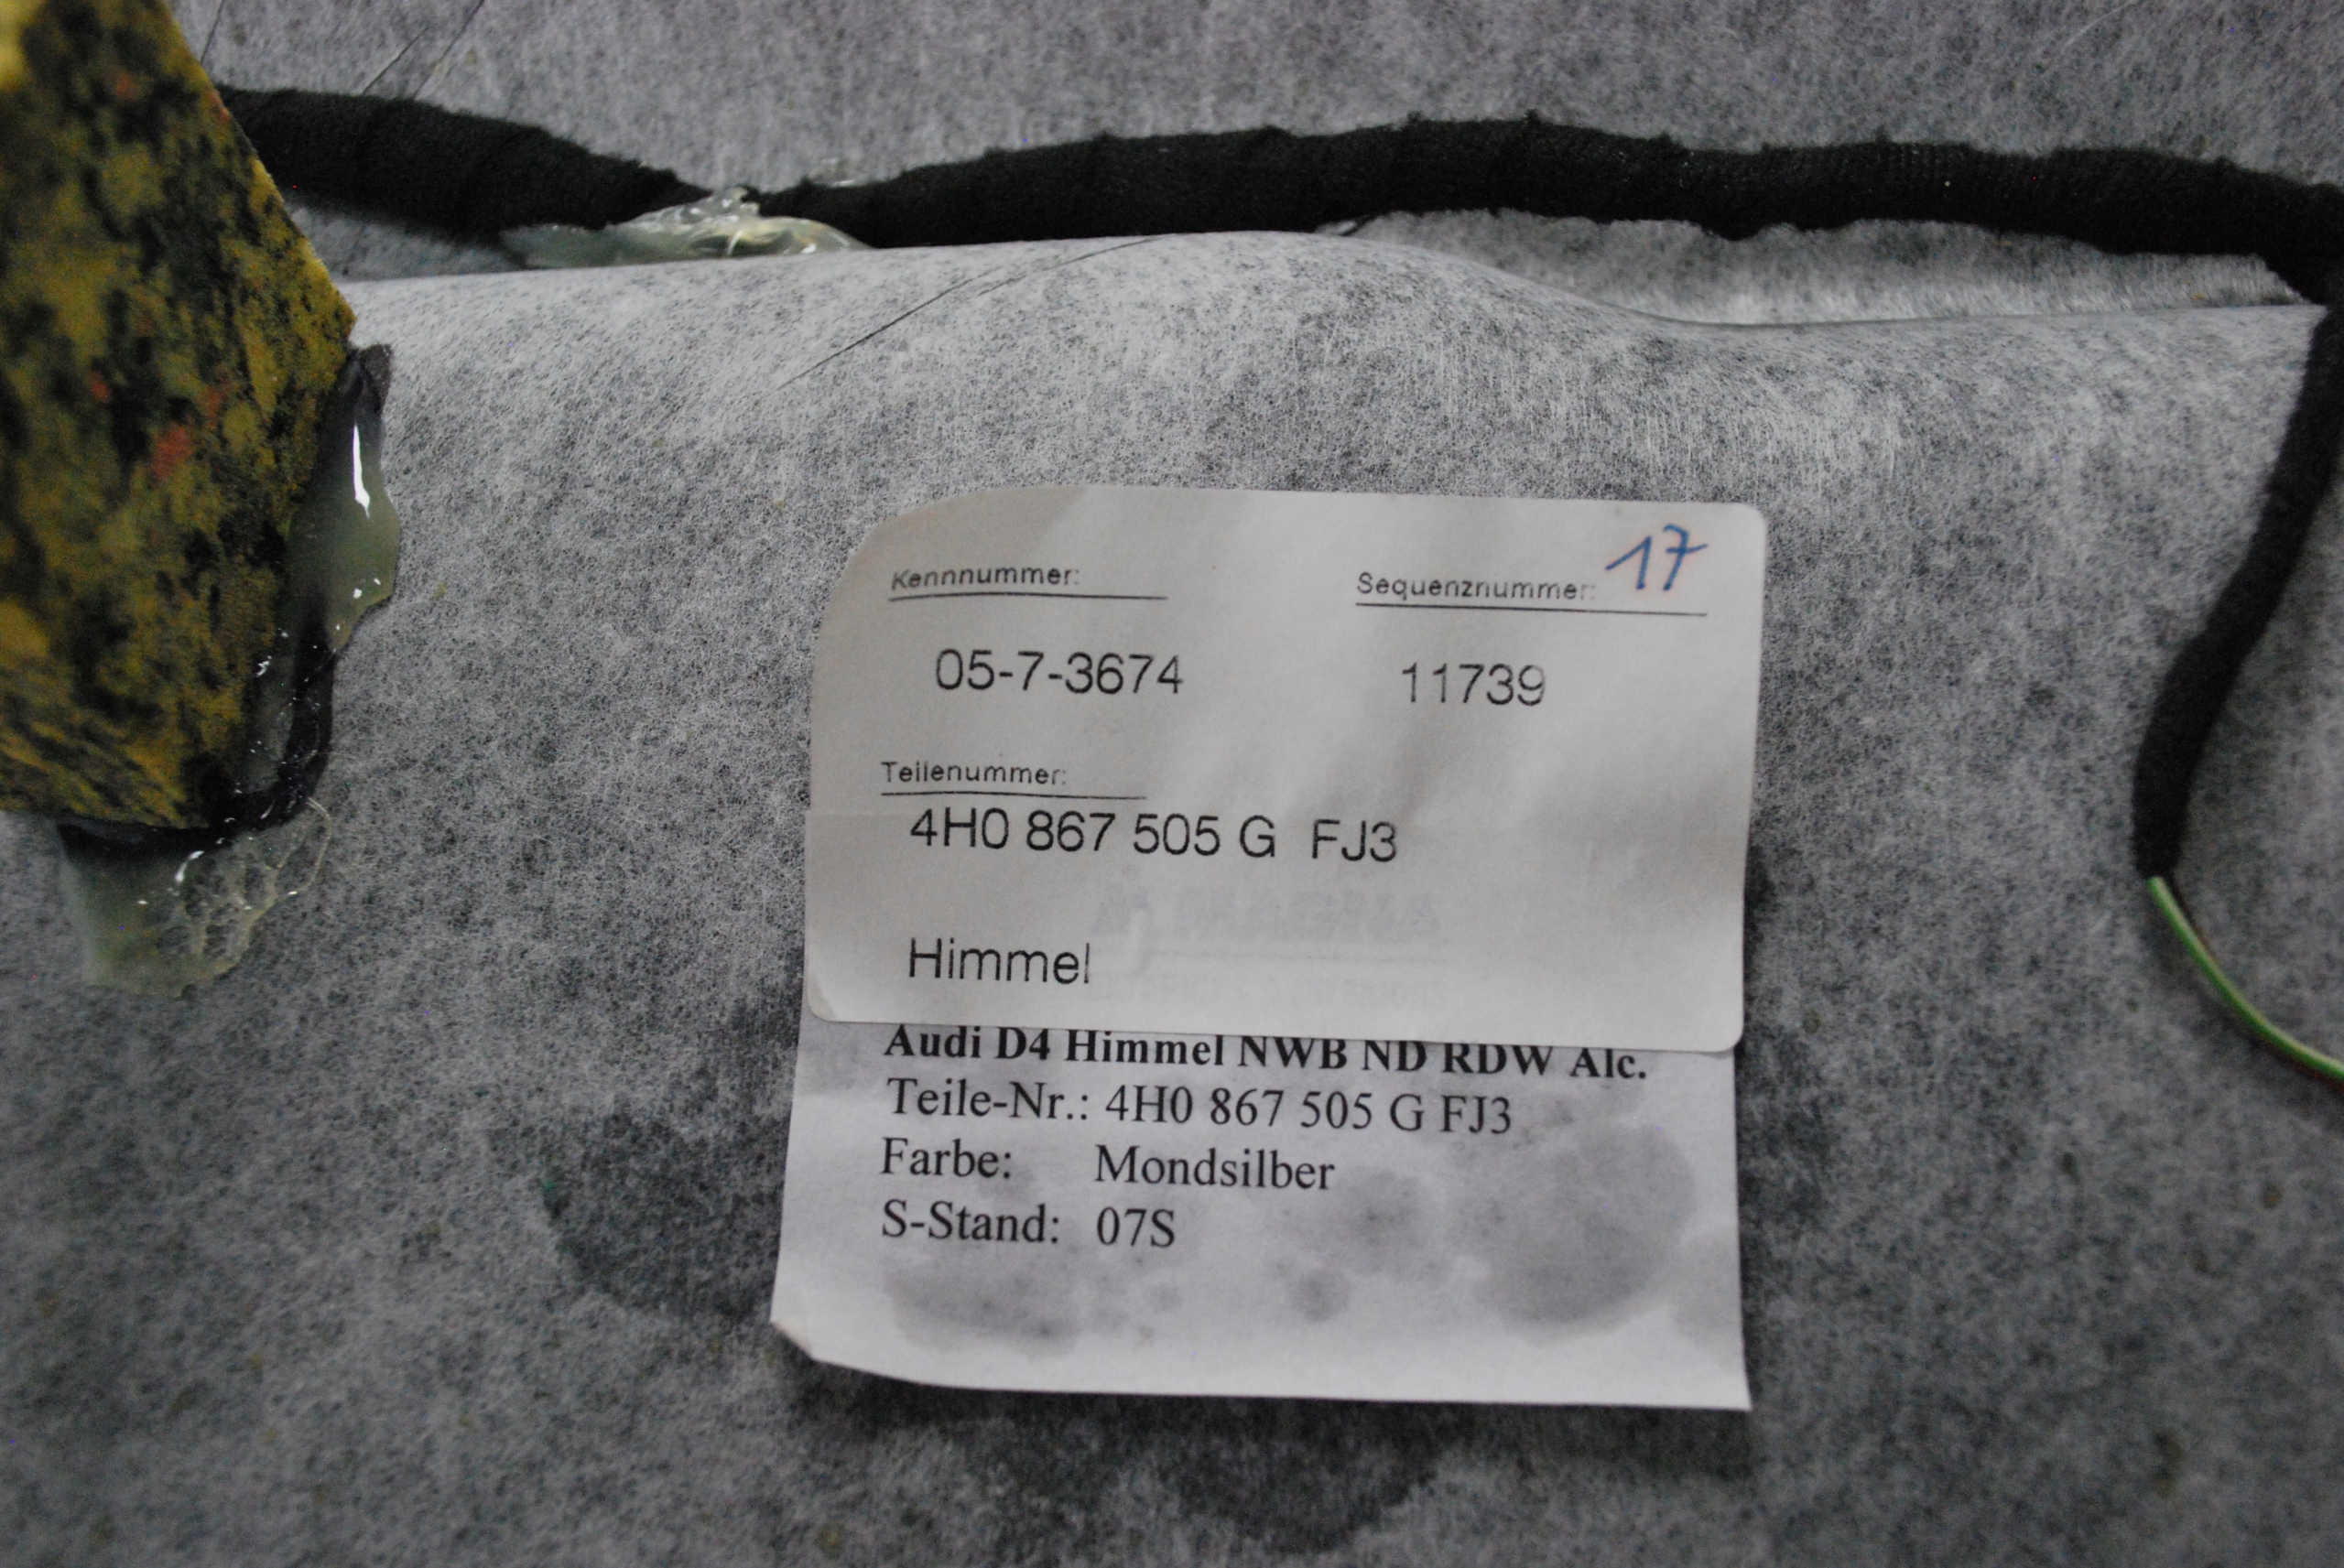 17
Kennnummer: Sequenznummer:
05-7-3674 11739
Teilenummer:
4H0 867 505 G FJ3
Himmel
Audi D4 Himmel NWB ND RDW Alc.
Teile-Nr.: 4H0 867 505 G FJ3
Farbe: Mondsilber
S-Stand: 07S